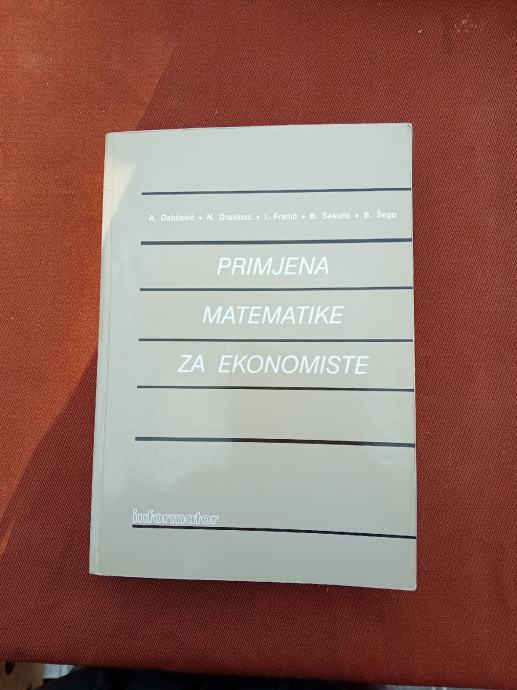 A. Dabčević • N. Dravinac • I. Franić • B. Sekulić • B. Šego
PRIMJENA
MATEMATIKE
ZA EKONOMISTE
informator